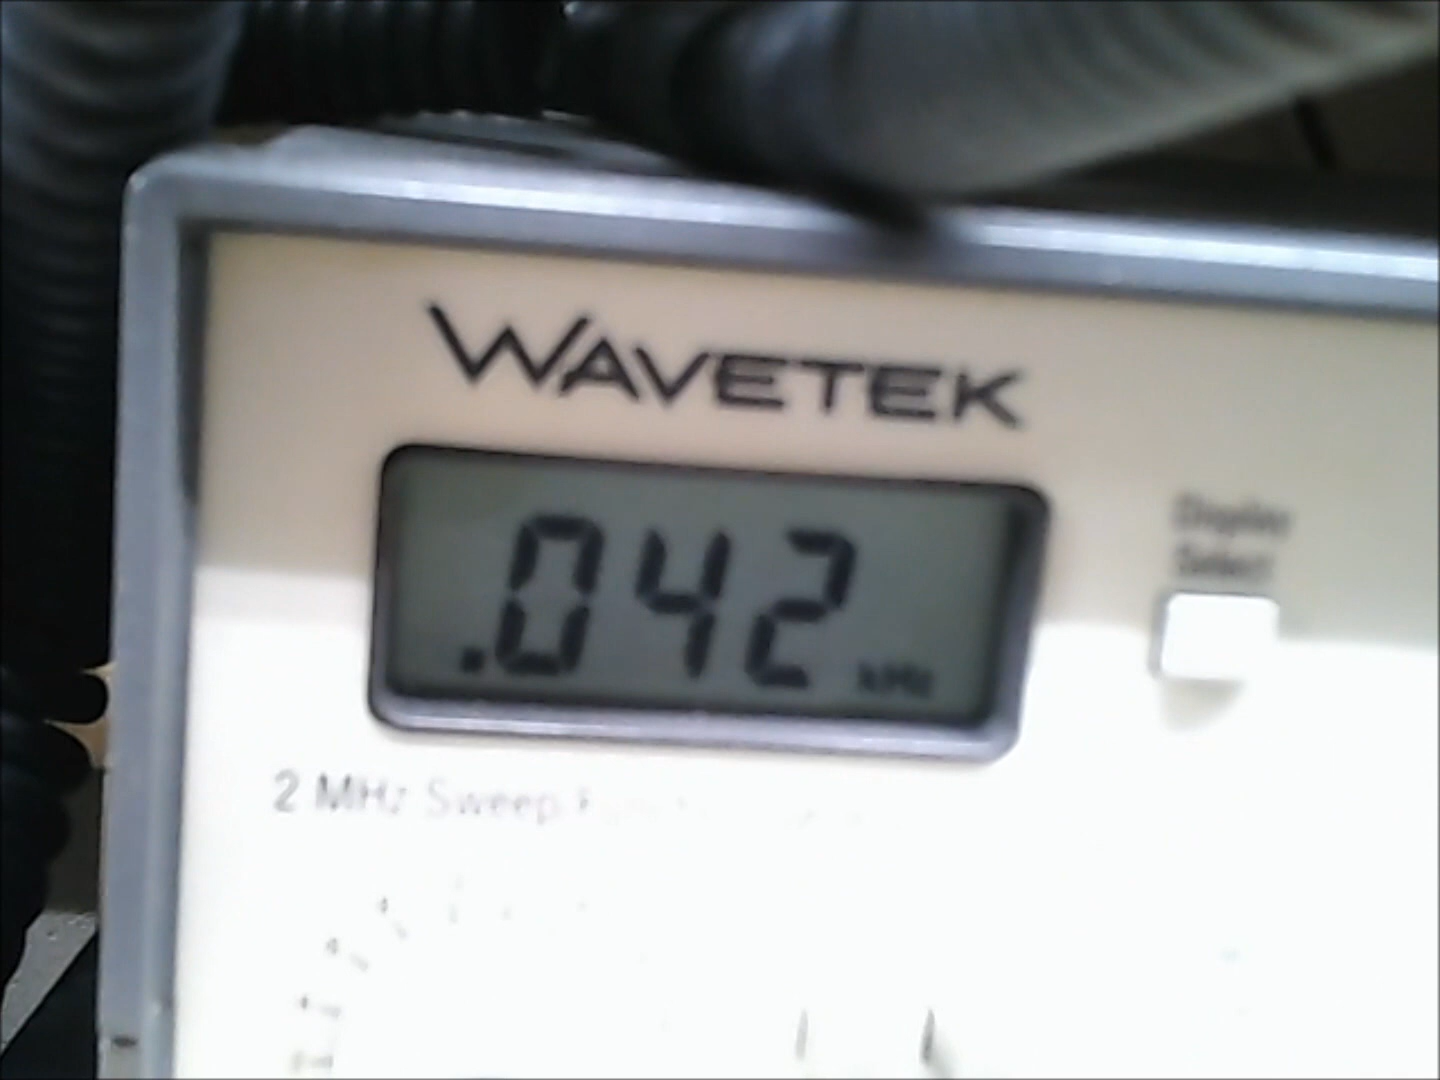 WAVETEK
Display
Select
.042 kHz
2 MHz Sweep